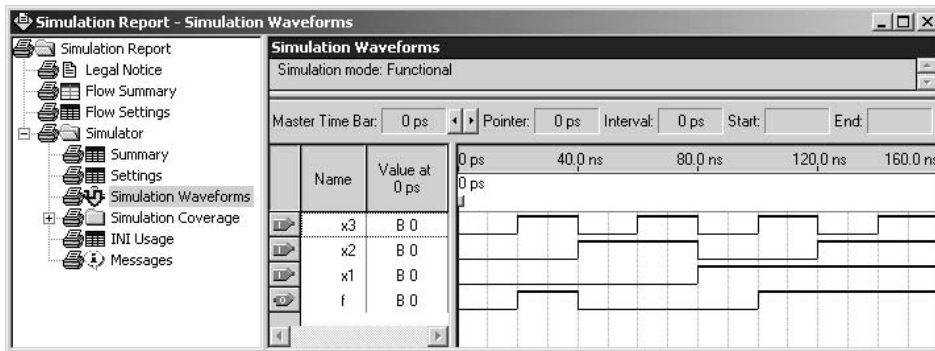 Simulation Report - Simulation Waveforms
Simulation Report
Legal Notice
Flow Summary
Flow Settings
Simulator
Summary
Settings
Simulation Waveforms
Simulation Coverage
INI Usage
Messages
Simulation Waveforms
Simulation mode: Functional
Master Time Bar: 0 ps Pointer: 0 ps Interval: 0 ps Start: End:
Name Value at 0 ps
0 ps 40.0 ns 80.0 ns 120.0 ns 160.0 ns
0 ps
x3 B 0
x2 B 0
x1 B 0
f B 0